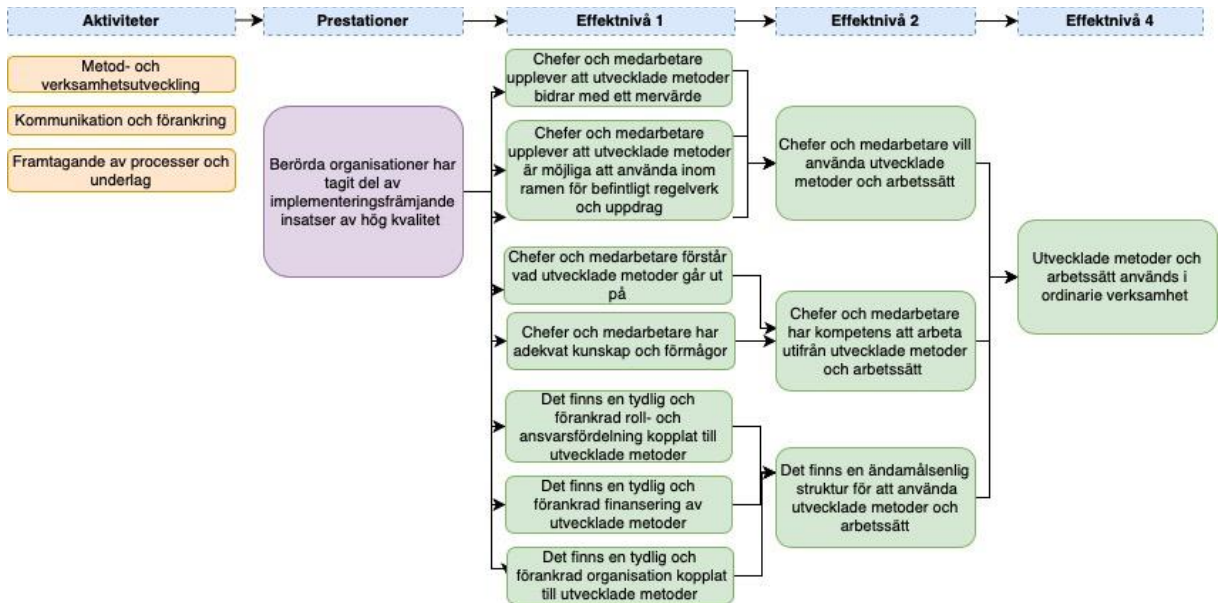 Aktiviteter
Prestationer
Effektnivå 1
Effektnivå 2
Effektnivå 4
Metod- och
verksamhetsutveckling
Kommunikation och förankring
Framtagande av processer och
underlag
Berörda organisationer har
tagit del av
implementeringsfrämjande
insatser av hög kvalitet
Chefer och medarbetare
upplever att utvecklade metoder
bidrar med ett mervärde
Chefer och medarbetare
upplever att utvecklade metoder
är möjliga att använda inom
ramen för befintligt regelverk
och uppdrag
Chefer och medarbetare förstår
vad utvecklade metoder går ut
på
Chefer och medarbetare har
adekvat kunskap och förmågor
Det finns en tydlig och
förankrad roll- och
ansvarsfördelning kopplat till
utvecklade metoder
Det finns en tydlig och
förankrad finansering av
utvecklade metoder
Det finns en tydlig och
förankrad organisation kopplat
till utvecklade metoder
Chefer och medarbetare vill
använda utvecklade
metoder och arbetssätt
Chefer och medarbetare
har kompetens att arbeta
utifrån utvecklade metoder
och arbetssätt
Det finns en ändamålsenlig
struktur för att använda
utvecklade metoder och
arbetssätt
Utvecklade metoder och
arbetssätt används i
ordinarie verksamhet